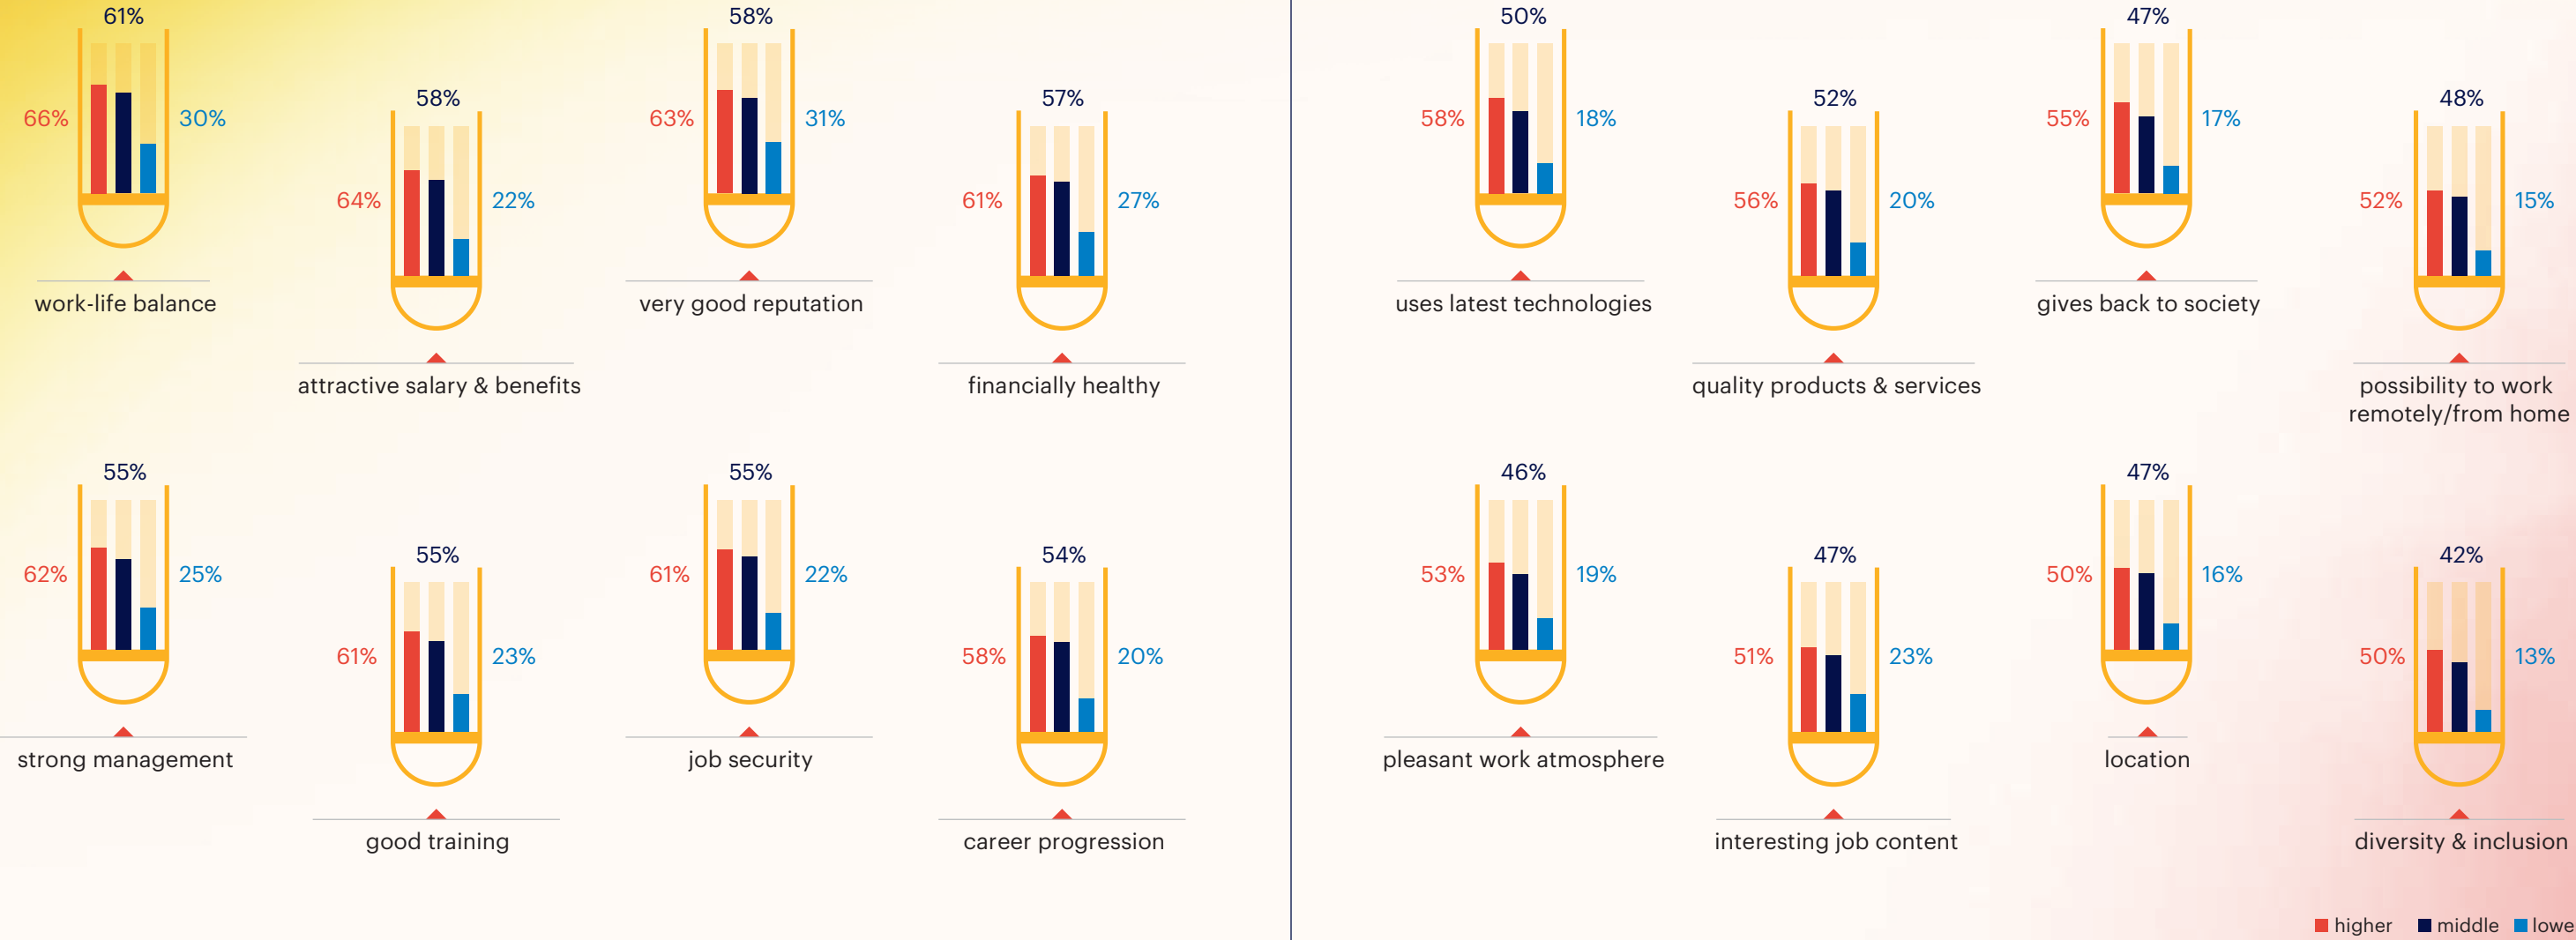 61%
66%
30%
work-life balance
58%
64%
22%
attractive salary & benefits
58%
63%
31%
very good reputation
57%
61%
27%
financially healthy
50%
58%
18%
uses latest technologies
52%
56%
20%
quality products & services
47%
55%
17%
gives back to society
48%
52%
15%
possibility to work
remotely/from home
55%
62%
25%
strong management
55%
61%
23%
good training
55%
61%
22%
job security
54%
58%
20%
career progression
46%
53%
19%
pleasant work atmosphere
47%
51%
23%
interesting job content
47%
50%
16%
location
42%
50%
13%
diversity & inclusion
higher
middle
lowe